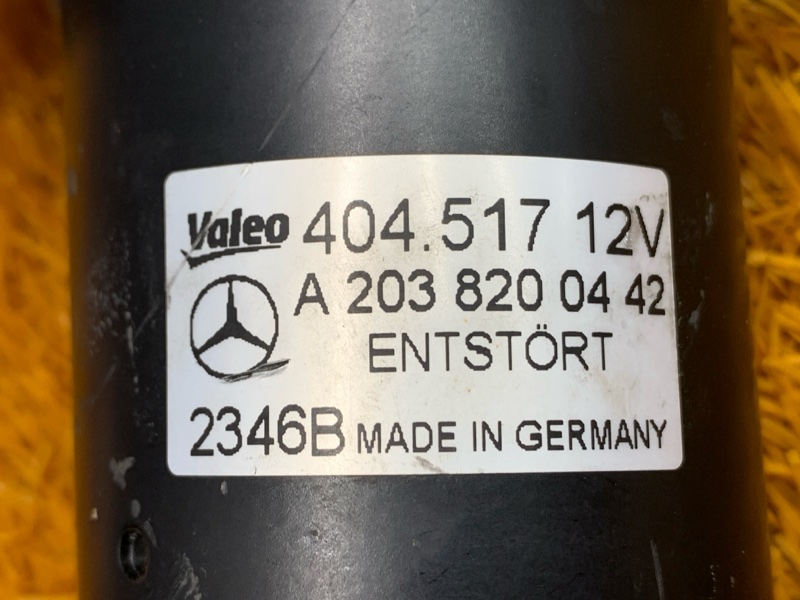 Valeo 404.517 12V
A 203 820 04 42
ENTSTÖRT
2346B MADE IN GERMANY